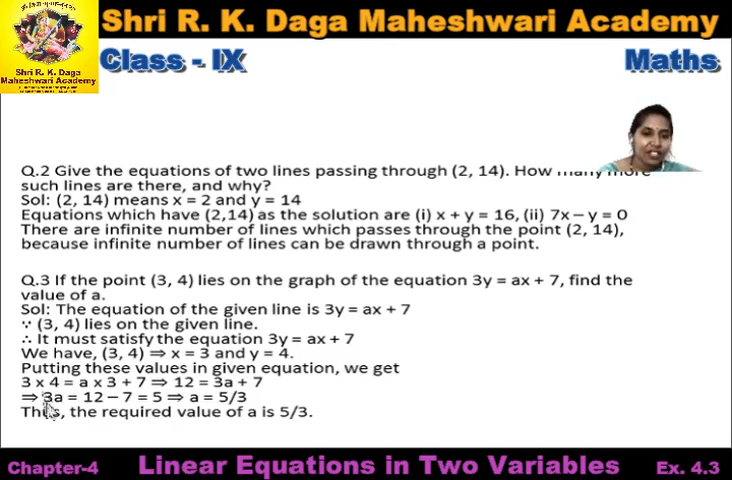 Shri R. K. Daga Maheshwari Academy
Shri R. K. Daga
Maheshwari Academy
Class - IX
Maths
Q.2 Give the equations of two lines passing through (2, 14). How many more
such lines are there, and why?
Sol: (2, 14) means x = 2 and y = 14
Equations which have (2,14) as the solution are (i) x + y = 16, (ii) 7x – y = 0
There are infinite number of lines which passes through the point (2, 14),
because infinite number of lines can be drawn through a point.
Q.3 If the point (3, 4) lies on the graph of the equation 3y = ax + 7, find the
value of a.
Sol: The equation of the given line is 3y = ax + 7
∵ (3, 4) lies on the given line.
∴ It must satisfy the equation 3y = ax + 7
We have, (3, 4) ⇒ x = 3 and y = 4.
Putting these values in given equation, we get
3 x 4 = a x 3 + 7 ⇒ 12 = 3a + 7
⇒ 3a = 12 – 7 = 5 ⇒ a = 5/3
Thus, the required value of a is 5/3.
Chapter-4
Linear Equations in Two Variables
Ex. 4.3